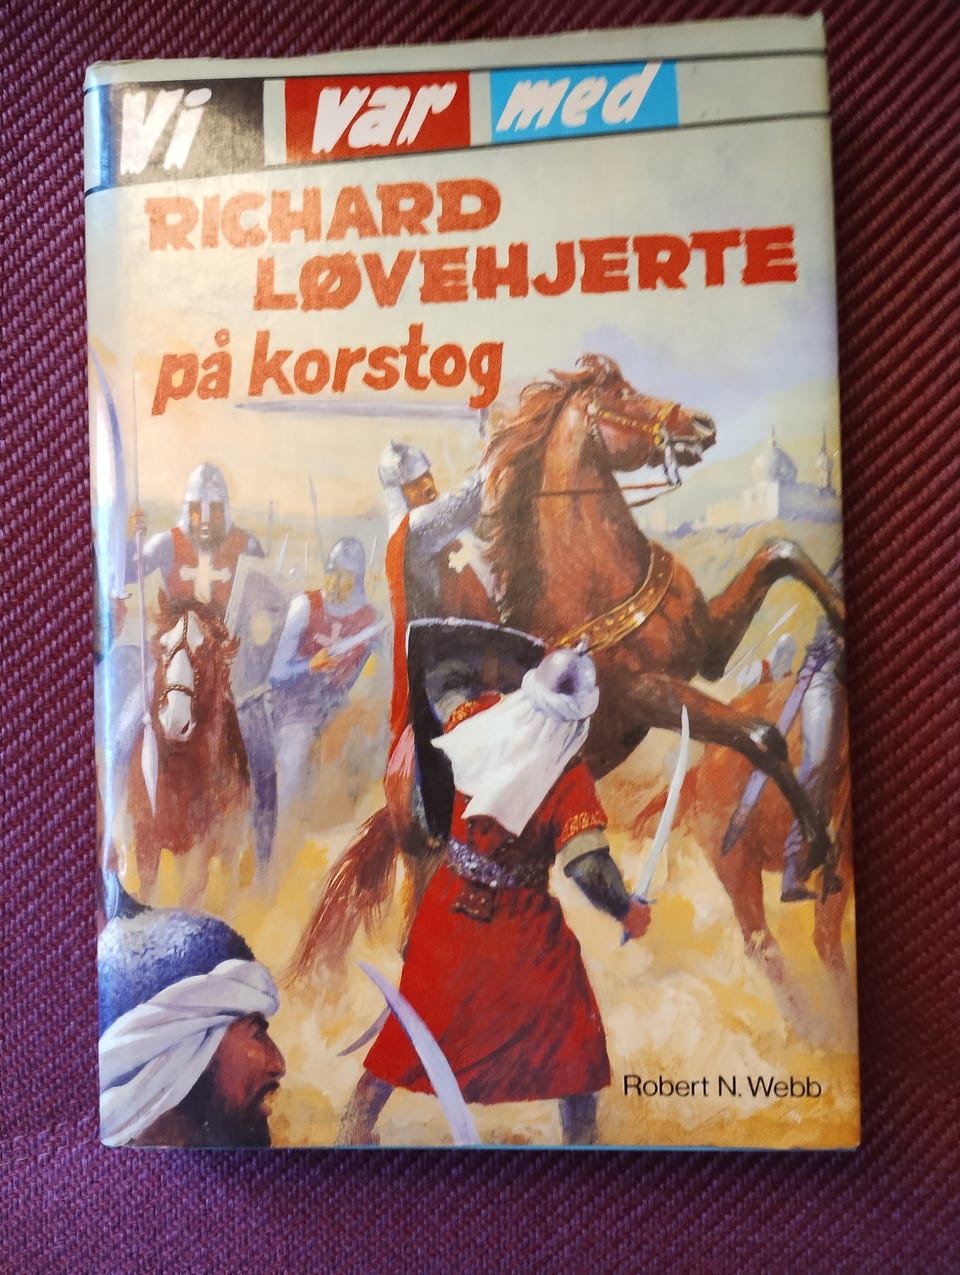 Vi var med
RICHARD
LØVEHJERTE
på korstog
Robert N. Webb